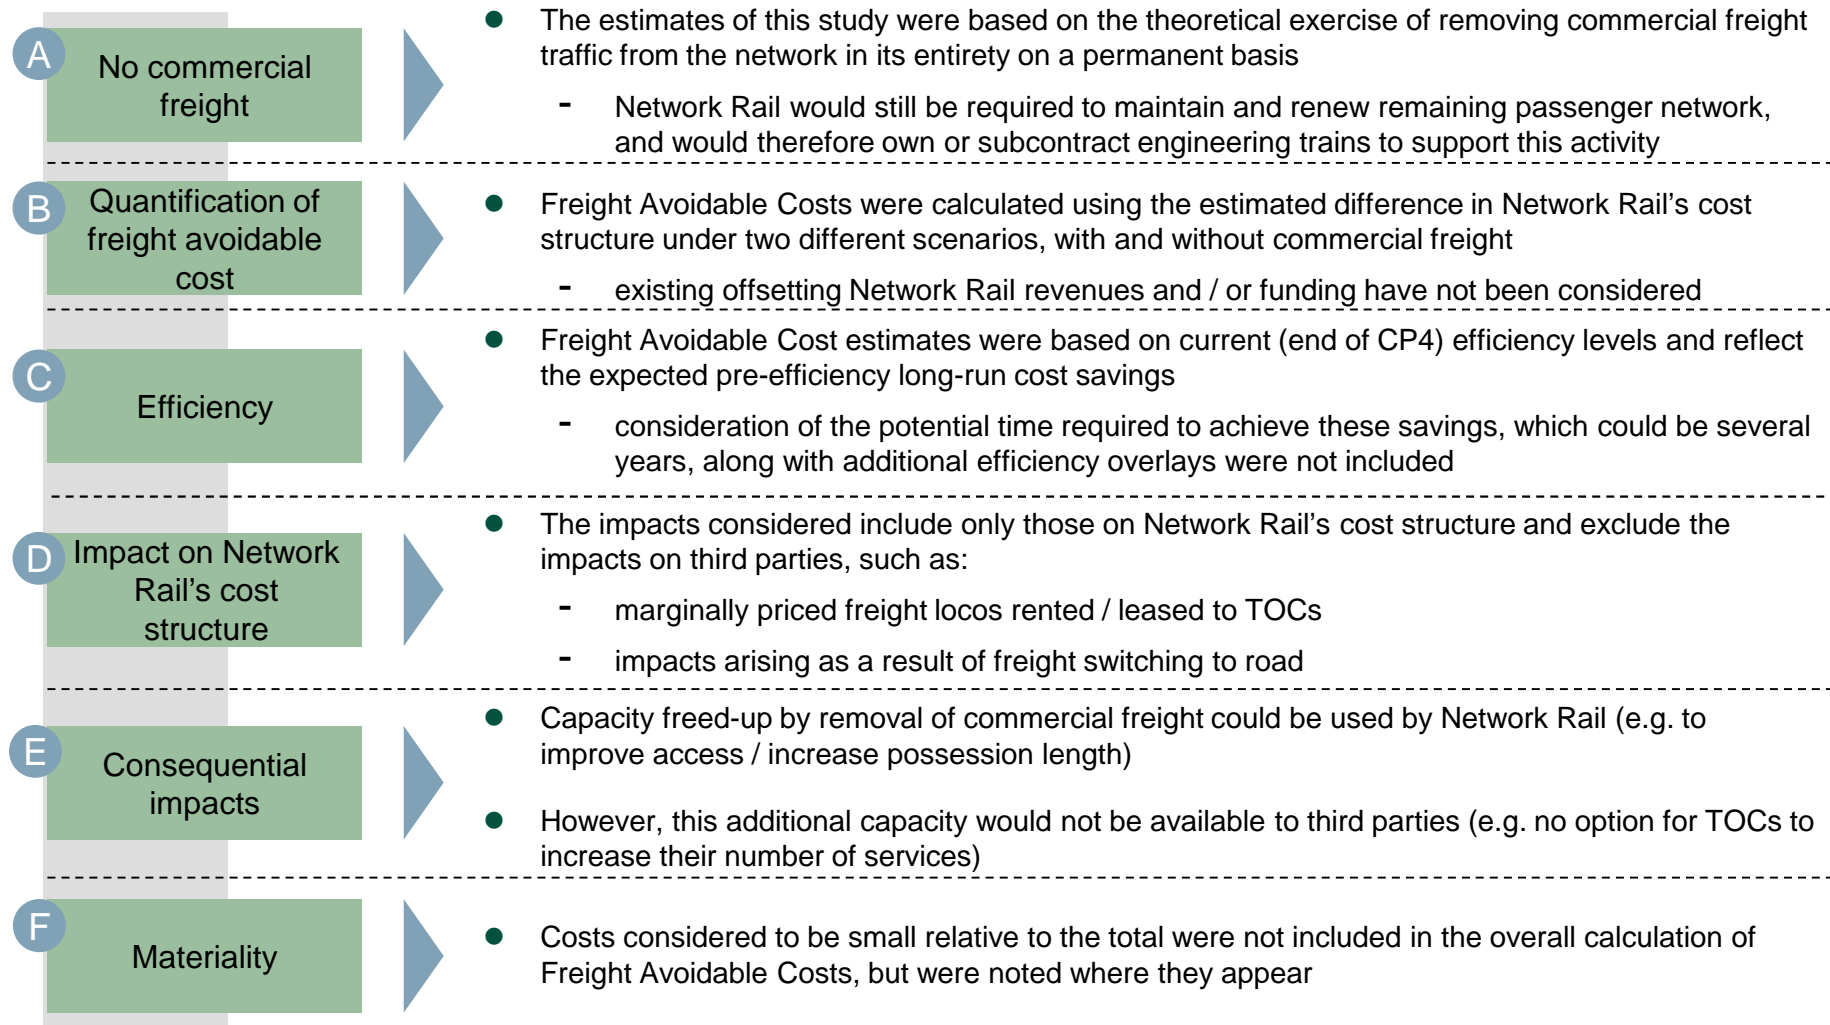 A
No commercial
freight
● The estimates of this study were based on the theoretical exercise of removing commercial freight
traffic from the network in its entirety on a permanent basis
- Network Rail would still be required to maintain and renew remaining passenger network,
and would therefore own or subcontract engineering trains to support this activity
B
Quantification of
freight avoidable
cost
● Freight Avoidable Costs were calculated using the estimated difference in Network Rail’s cost
structure under two different scenarios, with and without commercial freight
- existing offsetting Network Rail revenues and / or funding have not been considered
C
Efficiency
● Freight Avoidable Cost estimates were based on current (end of CP4) efficiency levels and reflect
the expected pre-efficiency long-run cost savings
- consideration of the potential time required to achieve these savings, which could be several
years, along with additional efficiency overlays were not included
D
Impact on Network
Rail’s cost
structure
● The impacts considered include only those on Network Rail’s cost structure and exclude the
impacts on third parties, such as:
- marginally priced freight locos rented / leased to TOCs
- impacts arising as a result of freight switching to road
E
Consequential
impacts
● Capacity freed-up by removal of commercial freight could be used by Network Rail (e.g. to
improve access / increase possession length)
● However, this additional capacity would not be available to third parties (e.g. no option for TOCs to
increase their number of services)
F
Materiality
● Costs considered to be small relative to the total were not included in the overall calculation of
Freight Avoidable Costs, but were noted where they appear